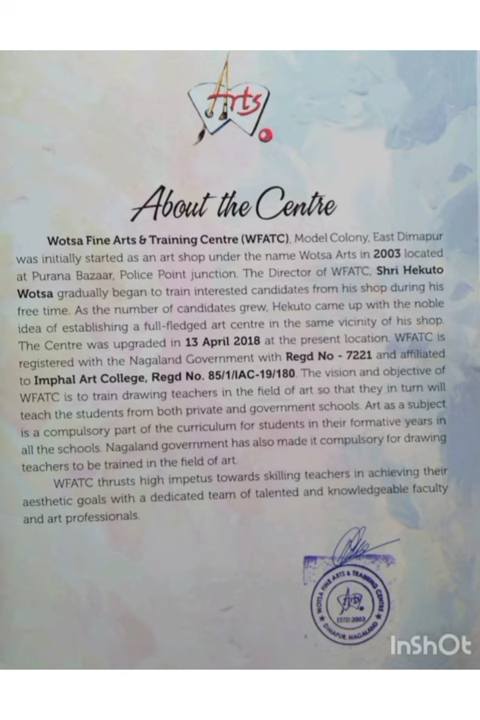 Arts
About the Centre
Wotsa Fine Arts & Training Centre (WFATC), Model Colony, East Dimapur
was initially started as an art shop under the name Wotsa Arts in 2003 located
at Purana Bazaar, Police Point junction. The Director of WFATC, Shri Hekuto
Wotsa gradually began to train interested candidates from his shop during his
free time. As the number of candidates grew, Hekuto came up with the noble
idea of establishing a full-fledged art centre in the same vicinity of his shop.
The Centre was upgraded in 13 April 2018 at the present location. WFATC is
registered with the Nagaland Government with Regd No - 7221 and affiliated
to Imphal Art College, Regd No. 85/1/IAC-19/180. The vision and objective of
WFATC is to train drawing teachers in the field of art so that they in turn will
teach the students from both private and government schools. Art as a subject
is a compulsory part of the curriculum for students in their formative years in
all the schools. Nagaland government has also made it compulsory for drawing
teachers to be trained in the field of art.
WFATC thrusts high impetus towards skilling teachers in achieving their
aesthetic goals with a dedicated team of talented and knowledgeable faculty
and art professionals.
WOTSA FINE ARTS & TRAINING CENTRE
Arts
ESTD 2003
DIMAPUR NAGALAND
InShOt